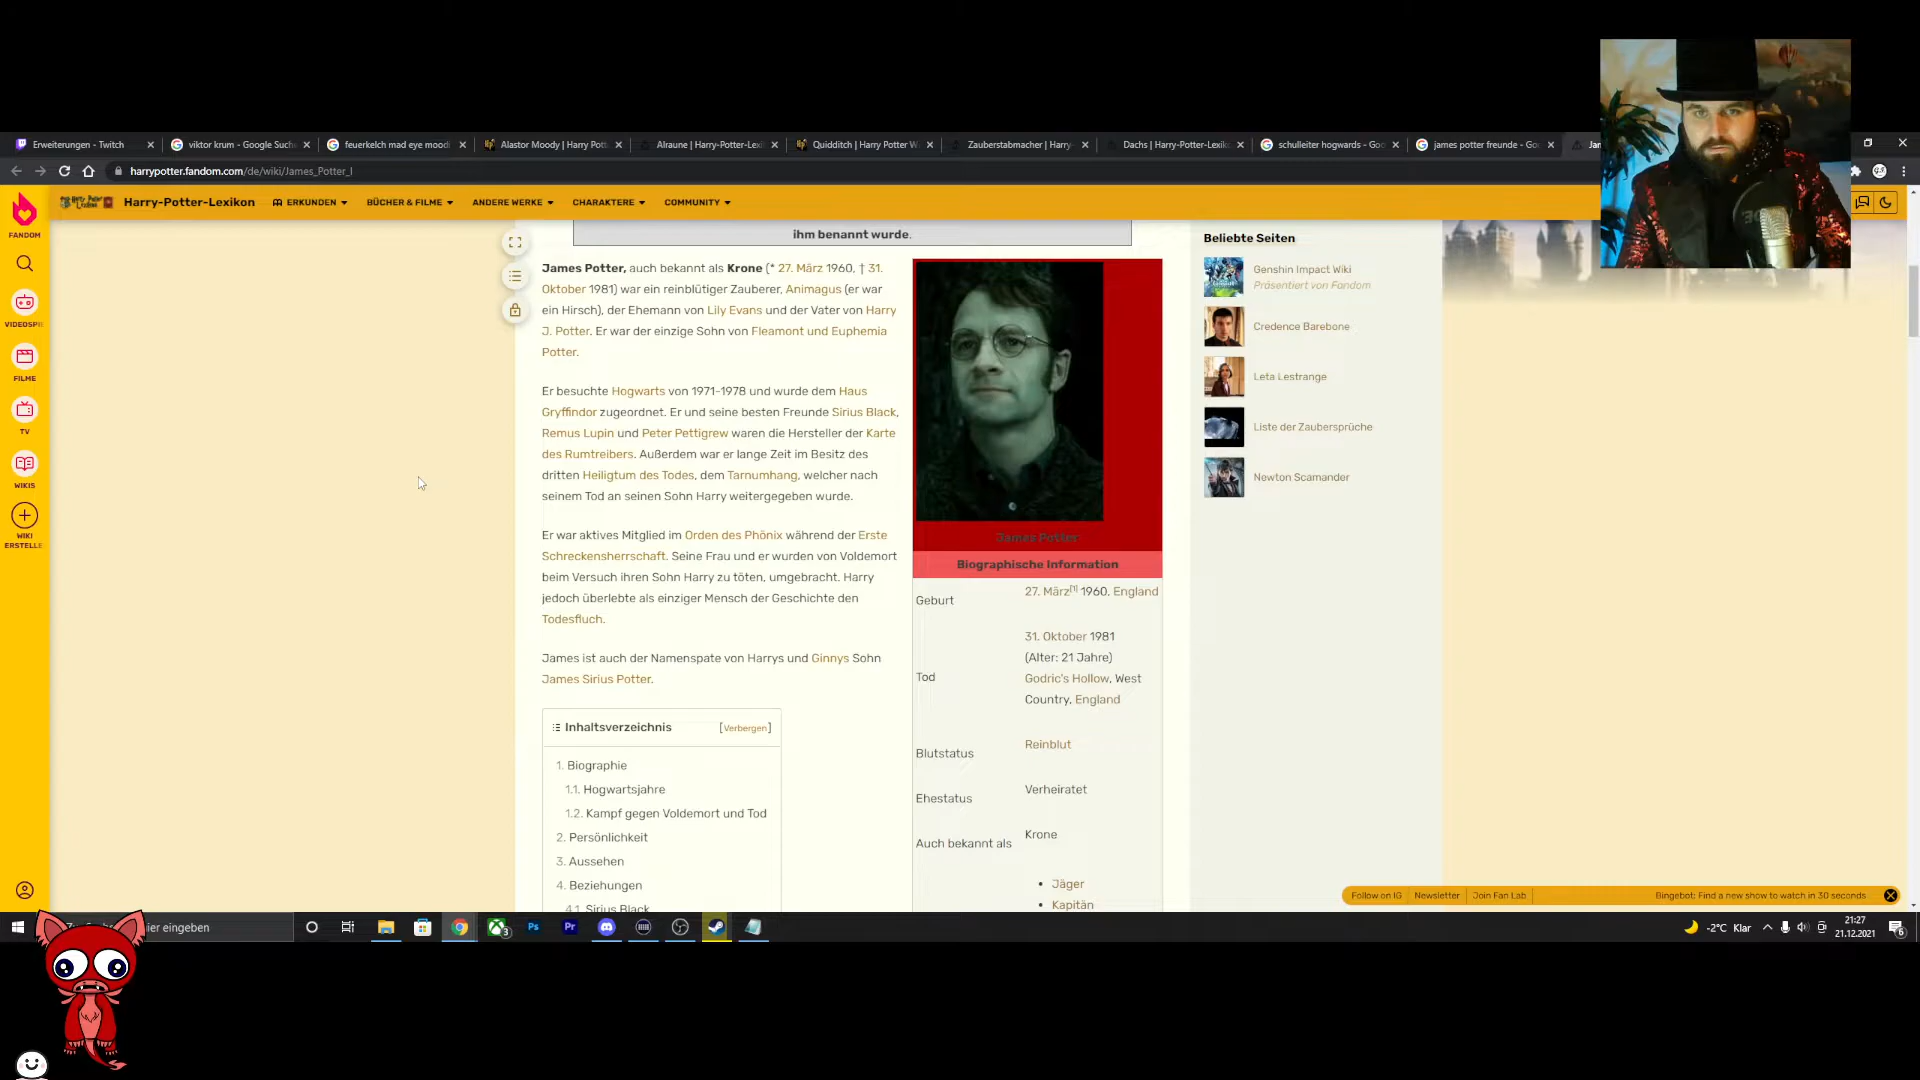 Erweiterungen - Twitch
viktor krum - Google Suche
feuerkelch mad eye mood
Alastor Moody | Harry Pott
Alraune | Harry-Potter-Lexi
Quidditch | Harry Potter W
Zauberstabmacher | Harry-
Dachs | Harry-Potter-Lexik
schulleiter hogwards - Goo
james potter freunde - Goo
Jan
harrypotter.fandom.com/de/wiki/James_Potter_I
FANDOM
Harry-Potter-Lexikon
ERKUNDEN
BÜCHER & FILME
ANDERE WERKE
CHARAKTERE
COMMUNITY
VIDEOSPIE
FILME
TV
WIKIS
WIKI
ERSTELLE
ihm benannt wurde.
James Potter, auch bekannt als Krone (* 27. März 1960, † 31.
Oktober 1981) war ein reinblütiger Zauberer, Animagus (er war
ein Hirsch), der Ehemann von Lily Evans und der Vater von Harry
J. Potter. Er war der einzige Sohn von Fleamont und Euphemia
Potter.
Er besuchte Hogwarts von 1971-1978 und wurde dem Haus
Gryffindor zugeordnet. Er und seine besten Freunde Sirius Black,
Remus Lupin und Peter Pettigrew waren die Hersteller der Karte
des Rumtreibers. Außerdem war er lange Zeit im Besitz des
dritten Heiligtum des Todes, dem Tarnumhang, welcher nach
seinem Tod an seinen Sohn Harry weitergegeben wurde.
Er war aktives Mitglied im Orden des Phönix während der Erste
Schreckensherrschaft. Seine Frau und er wurden von Voldemort
beim Versuch ihren Sohn Harry zu töten, umgebracht. Harry
jedoch überlebte als einziger Mensch der Geschichte den
Todesfluch.
James ist auch der Namenspate von Harrys und Ginnys Sohn
James Sirius Potter.
Inhaltsverzeichnis [Verbergen]
1. Biographie
1.1. Hogwartsjahre
1.2. Kampf gegen Voldemort und Tod
2. Persönlichkeit
3. Aussehen
4. Beziehungen
4.1. Sirius Black
James Potter
Biographische Information
Geburt
27. März[1] 1960, England
Tod
31. Oktober 1981
(Alter: 21 Jahre)
Godric's Hollow, West
Country, England
Blutstatus
Reinblut
Ehestatus
Verheiratet
Auch bekannt als
Krone
• Jäger
• Kapitän
Beliebte Seiten
Genshin Impact Wiki
Präsentiert von Fandom
Credence Barebone
Leta Lestrange
Liste der Zaubersprüche
Newton Scamander
Follow on IG
Newsletter
Join Fan Lab
Bingebot: Find a new show to watch in 30 seconds
hier eingeben
3
Ps
Pr
-2°C Klar
21:27
21.12.2021
6